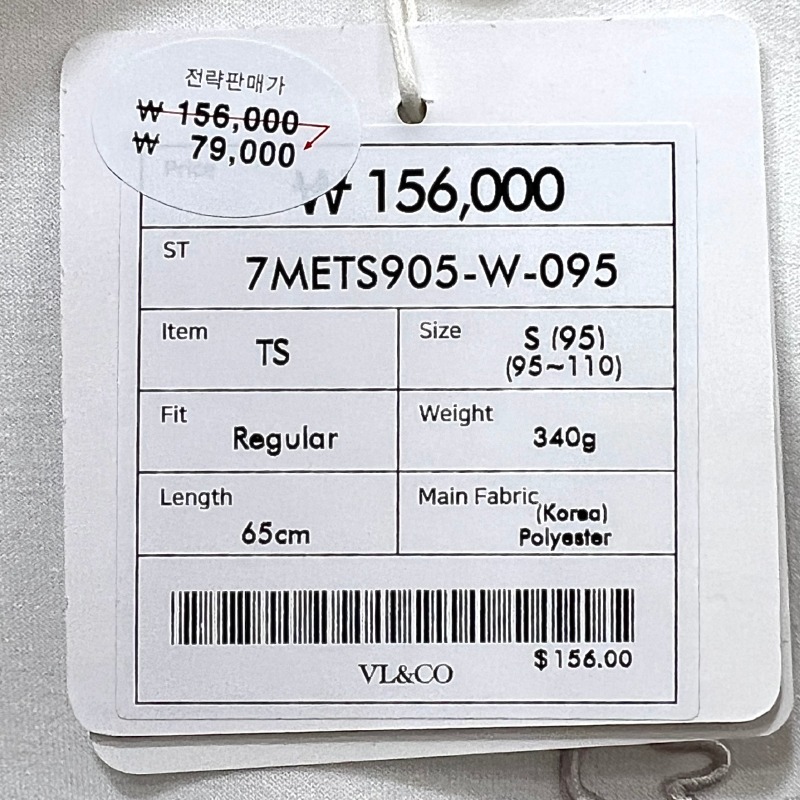 전략판매가
₩ 156,000
₩ 79,000
Price
₩ 156,000
ST
7METS905-W-095
Item
TS
Size
S (95)
(95~110)
Fit
Regular
Weight
340g
Length
65cm
Main Fabric
(Korea)
Polyester
$156.00
VL&CO